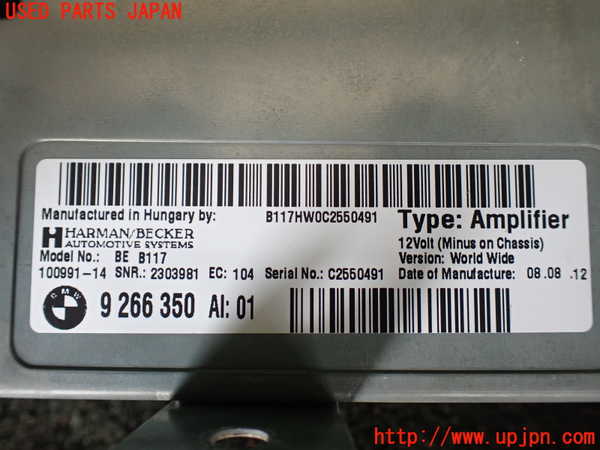 USED PARTS JAPAN
Manufactured in Hungary by:
B117HW0C2550491
Type: Amplifier
HARMAN/BECKER
AUTOMOTIVE SYSTEMS
12Volt (Minus on Chassis)
Model No.: BE B117
Version: World Wide
100991-14 SNR.: 2303981 EC: 104 Serial No.: C2550491 Date of Manufacture: 08.08 .12
BMW
9 266 350 AI: 01
http://www.upjpn.com/